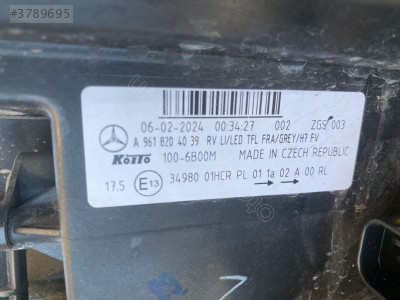 #3789695
06-02-2024 00:34:27 002 ZGS 003
A 961 820 40 39 RV LI/LED TFL FRA/GREY/H7 FV
Koito 100-6B00M MADE IN CZECH REPUBLIC
17.5 E13 34980 01HCR PL 01 1a 02 A 00 RL